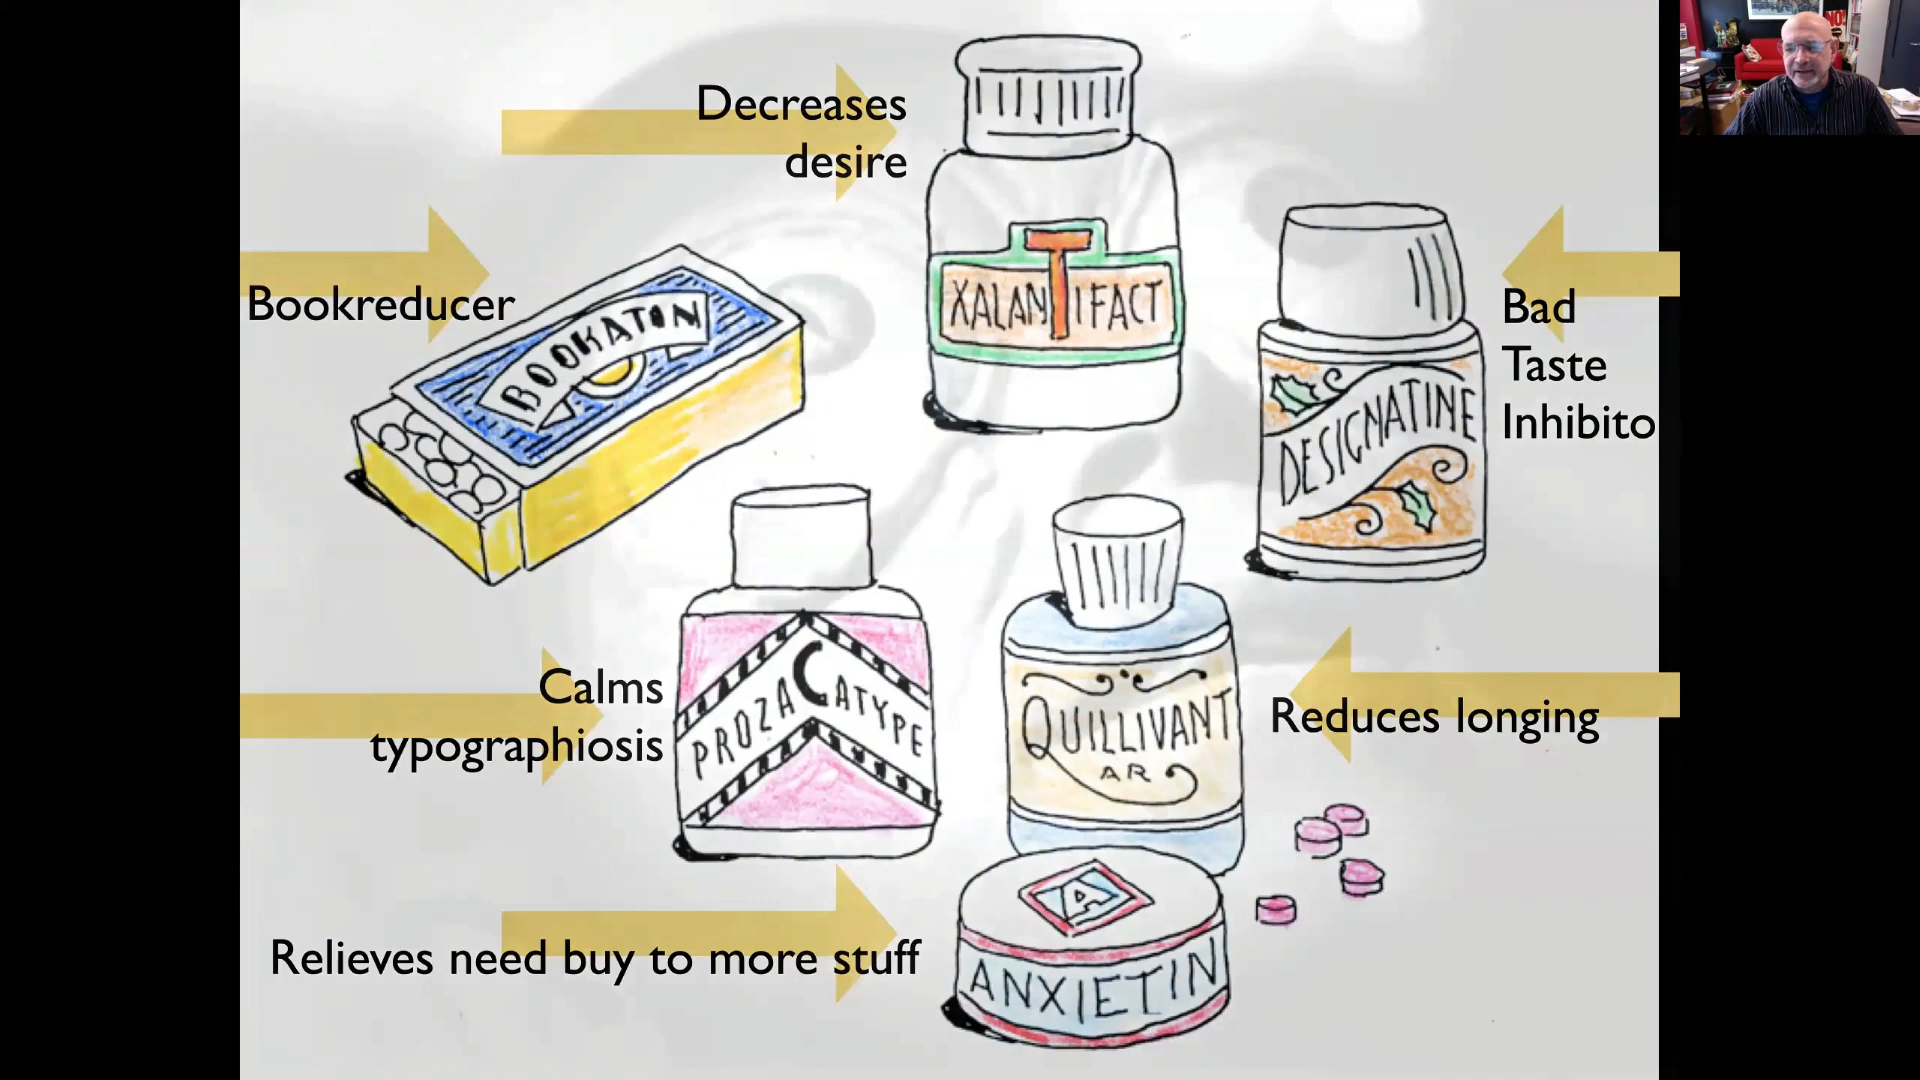 Decreases
desire
XALANTIFACT
Bookreducer
BOOKATON
Bad
Taste
Inhibito
DESIGNATINE
Calms
typographiosis
PROZACATYPE
QUILLIVANT
AR
Reduces longing
Relieves need buy to more stuff
A
ANXIETIN
NO!